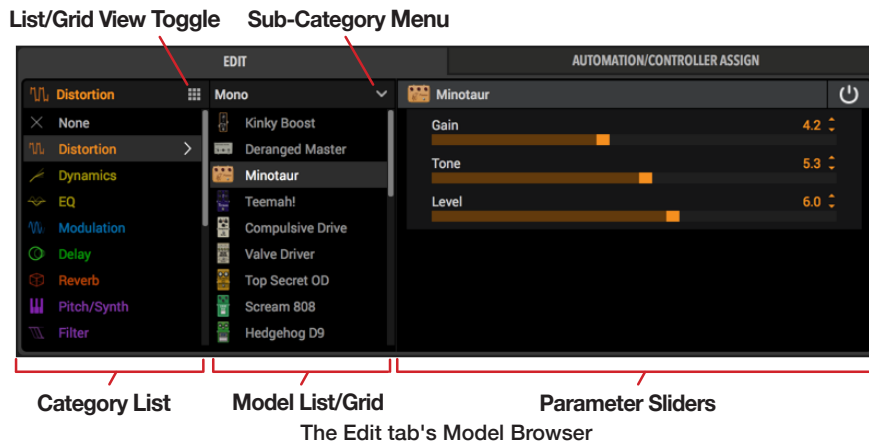 List/Grid View Toggle Sub-Category Menu
EDIT AUTOMATION/CONTROLLER ASSIGN
Distortion Mono Minotaur
None Kinky Boost Gain 4.2
Distortion Deranged Master
Dynamics Minotaur Tone 5.3
EQ Teemah!
Modulation Compulsive Drive Level 6.0
Delay Valve Driver
Reverb Top Secret OD
Pitch/Synth Scream 808
Filter Hedgehog D9
Category List Model List/Grid Parameter Sliders
The Edit tab's Model Browser